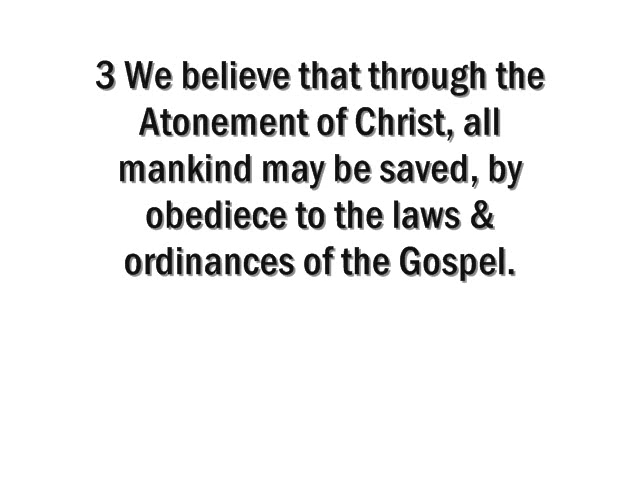 3 We believe that through the
Atonement of Christ, all
mankind may be saved, by
obediece to the laws &
ordinances of the Gospel.